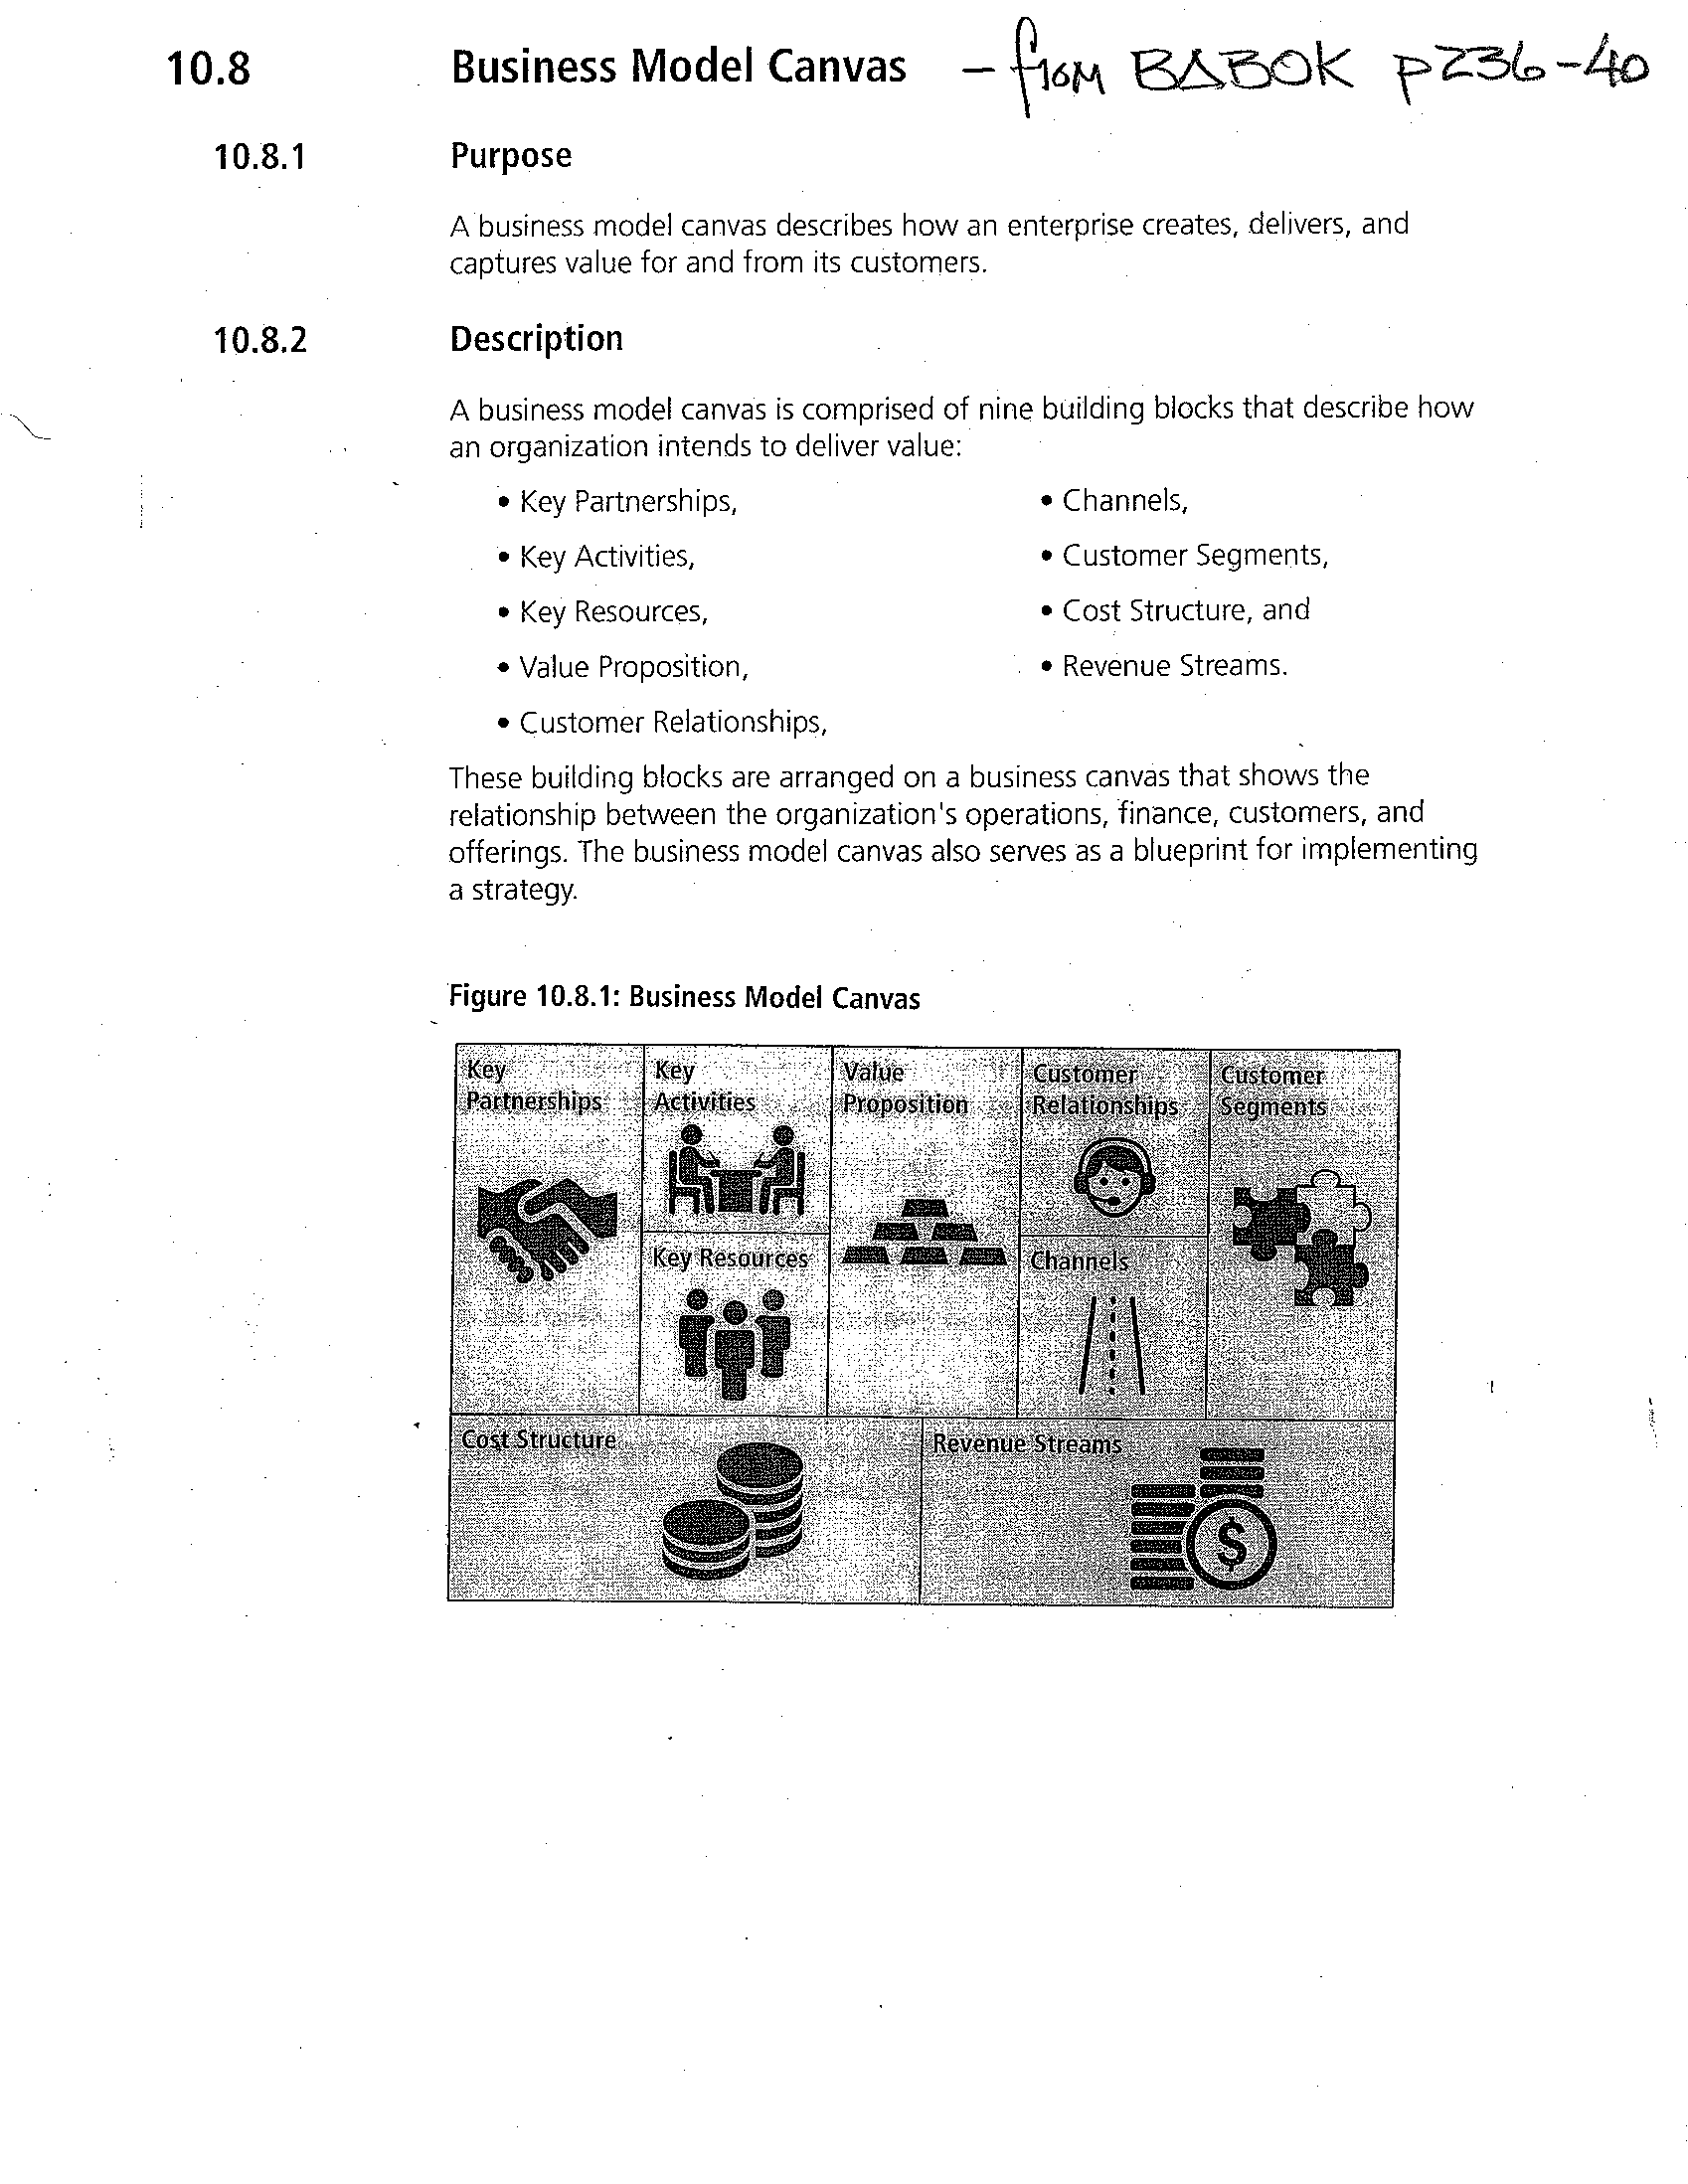 10.8 Business Model Canvas – from BABOK p236-40
10.8.1 Purpose
A business model canvas describes how an enterprise creates, delivers, and
captures value for and from its customers.
10.8.2 Description
A business model canvas is comprised of nine building blocks that describe how
an organization intends to deliver value:
• Key Partnerships,
• Key Activities,
• Key Resources,
• Value Proposition,
• Customer Relationships,
• Channels,
• Customer Segments,
• Cost Structure, and
• Revenue Streams.
These building blocks are arranged on a business canvas that shows the
relationship between the organization's operations, finance, customers, and
offerings. The business model canvas also serves as a blueprint for implementing
a strategy.
Figure 10.8.1: Business Model Canvas
Key
Partnerships
Key
Activities
Key Resources
Value
Proposition
Customer
Relationships
Channels
Customer
Segments
Cost Structure
Revenue Streams
$